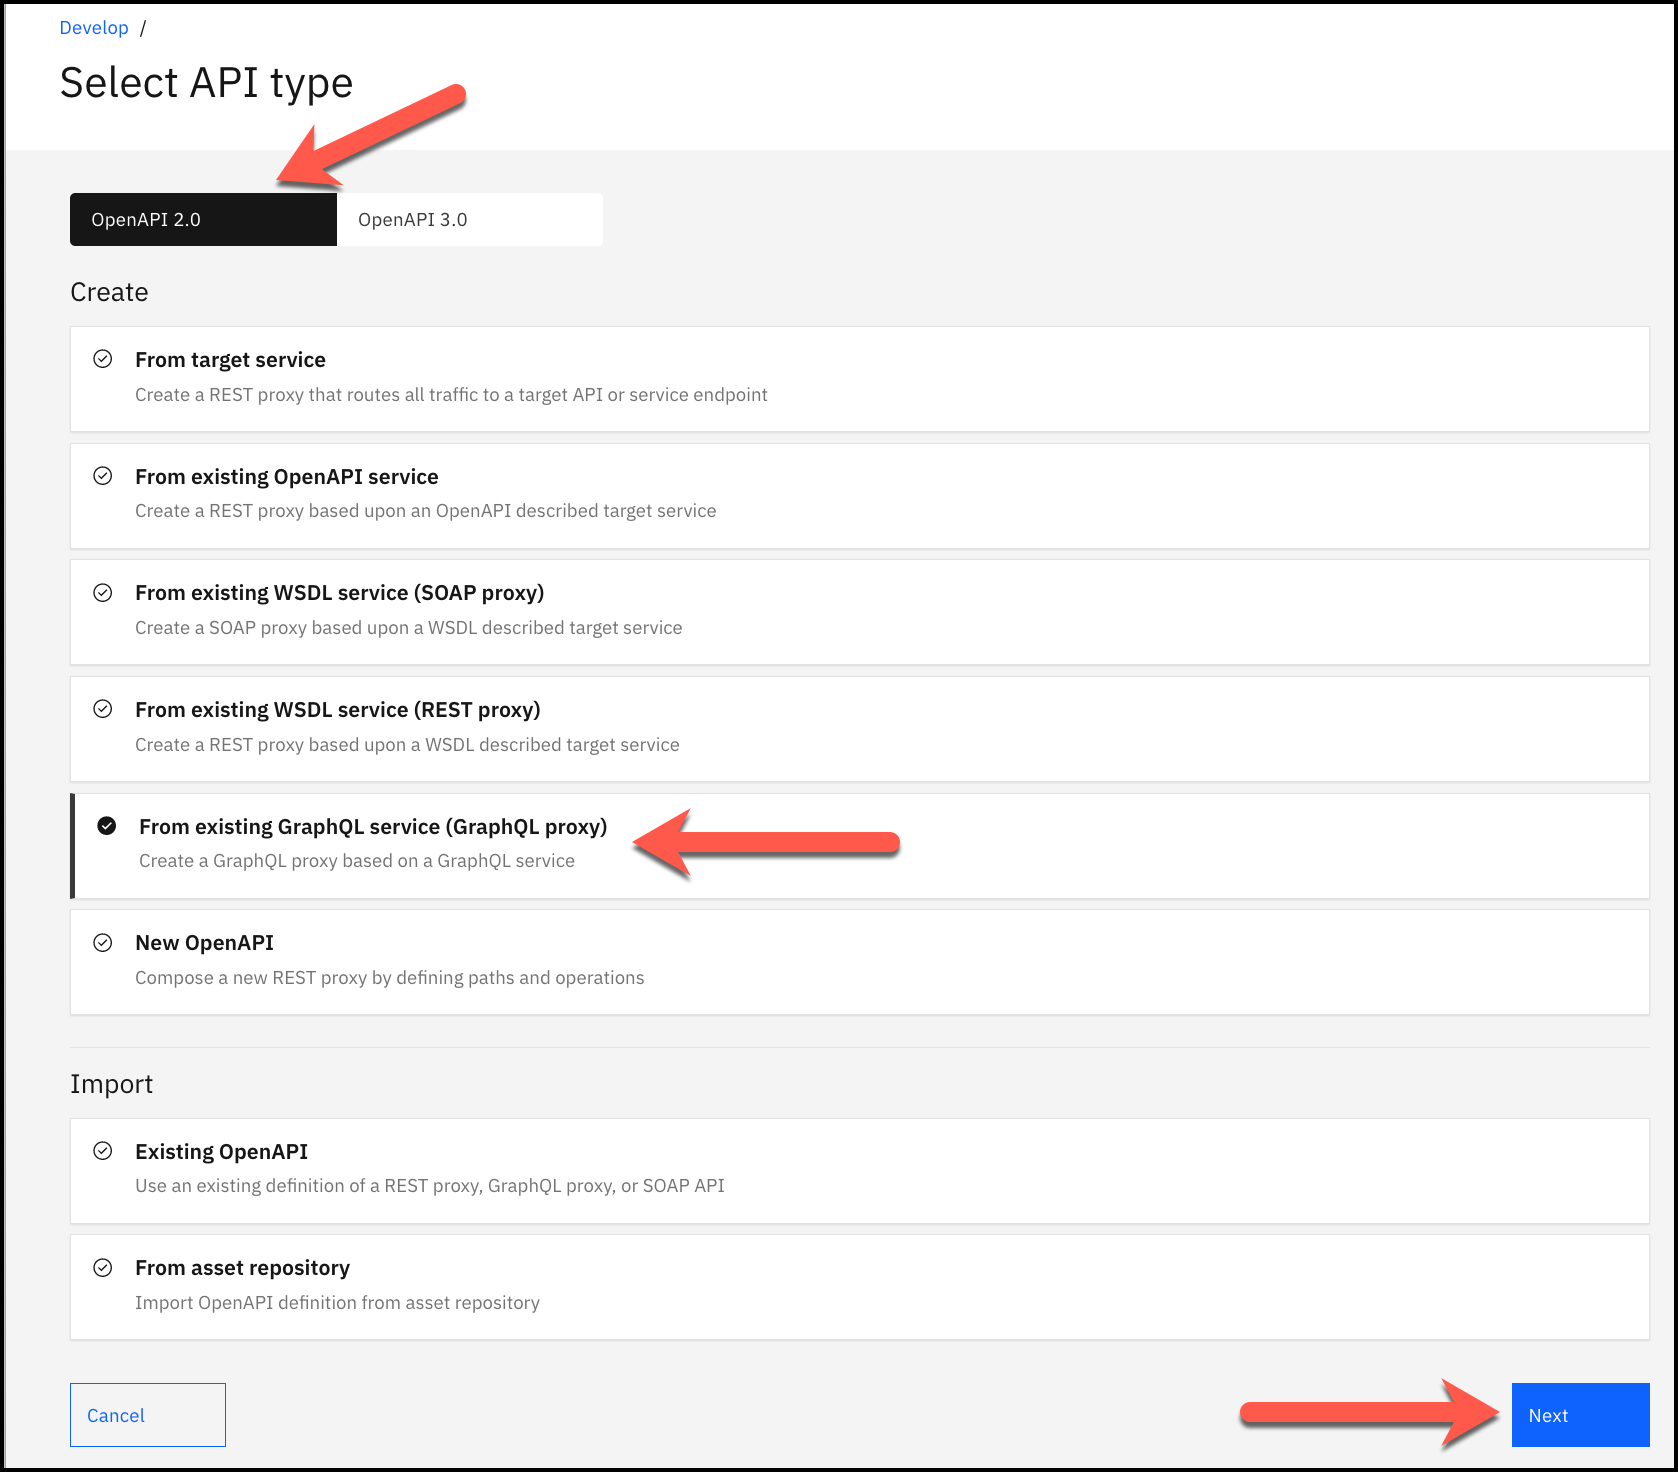 Develop /
Select API type
OpenAPI 2.0
OpenAPI 3.0
Create
From target service
Create a REST proxy that routes all traffic to a target API or service endpoint
From existing OpenAPI service
Create a REST proxy based upon an OpenAPI described target service
From existing WSDL service (SOAP proxy)
Create a SOAP proxy based upon a WSDL described target service
From existing WSDL service (REST proxy)
Create a REST proxy based upon a WSDL described target service
From existing GraphQL service (GraphQL proxy)
Create a GraphQL proxy based on a GraphQL service
New OpenAPI
Compose a new REST proxy by defining paths and operations
Import
Existing OpenAPI
Use an existing definition of a REST proxy, GraphQL proxy, or SOAP API
From asset repository
Import OpenAPI definition from asset repository
Cancel
Next